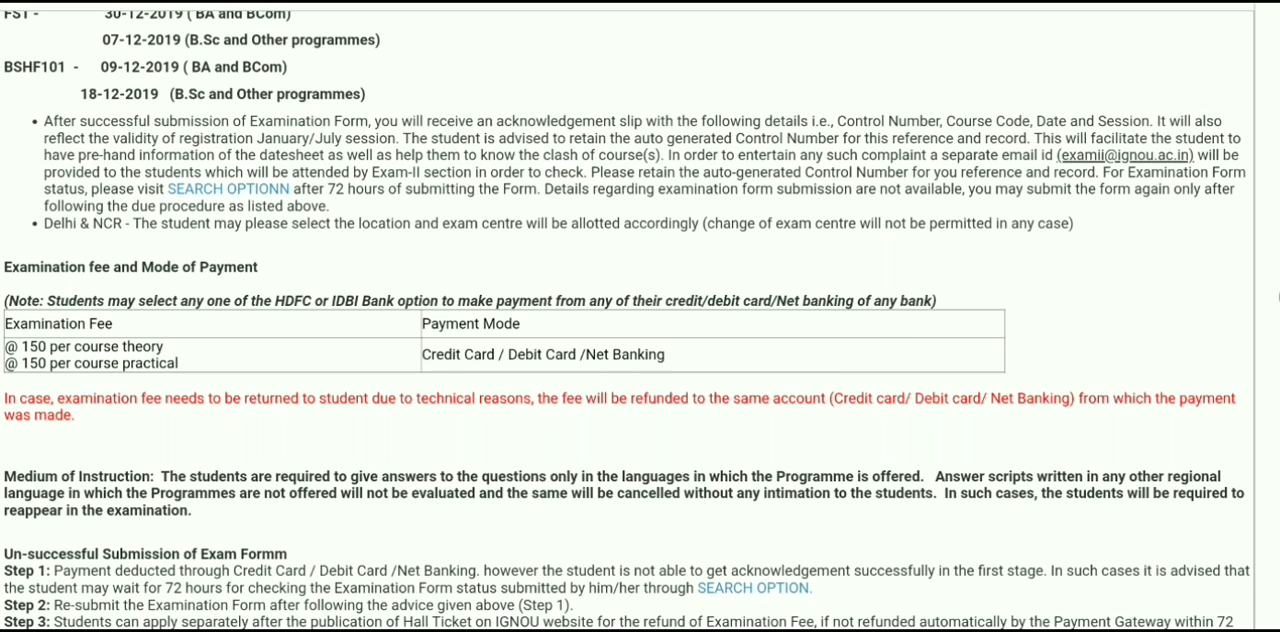 FST - 30-12-2019 ( BA and BCom)
07-12-2019 (B.Sc and Other programmes)
BSHF101 - 09-12-2019 ( BA and BCom)
18-12-2019 (B.Sc and Other programmes)
• After successful submission of Examination Form, you will receive an acknowledgement slip with the following details i.e., Control Number, Course Code, Date and Session. It will also
reflect the validity of registration January/July session. The student is advised to retain the auto generated Control Number for this reference and record. This will facilitate the student to
have pre-hand information of the datesheet as well as help them to know the clash of course(s). In order to entertain any such complaint a separate email id (examii@ignou.ac.in) will be
provided to the students which will be attended by Exam-II section in order to check. Please retain the auto-generated Control Number for you reference and record. For Examination Form
status, please visit SEARCH OPTIONN after 72 hours of submitting the Form. Details regarding examination form submission are not available, you may submit the form again only after
following the due procedure as listed above.
• Delhi & NCR - The student may please select the location and exam centre will be allotted accordingly (change of exam centre will not be permitted in any case)
Examination fee and Mode of Payment
(Note: Students may select any one of the HDFC or IDBI Bank option to make payment from any of their credit/debit card/Net banking of any bank)
Examination Fee Payment Mode
@ 150 per course theory
@ 150 per course practical
Credit Card / Debit Card /Net Banking
In case, examination fee needs to be returned to student due to technical reasons, the fee will be refunded to the same account (Credit card/ Debit card/ Net Banking) from which the payment
was made.
Medium of Instruction: The students are required to give answers to the questions only in the languages in which the Programme is offered. Answer scripts written in any other regional
language in which the Programmes are not offered will not be evaluated and the same will be cancelled without any intimation to the students. In such cases, the students will be required to
reappear in the examination.
Un-successful Submission of Exam Formm
Step 1: Payment deducted through Credit Card / Debit Card /Net Banking. however the student is not able to get acknowledgement successfully in the first stage. In such cases it is advised that
the student may wait for 72 hours for checking the Examination Form status submitted by him/her through SEARCH OPTION.
Step 2: Re-submit the Examination Form after following the advice given above (Step 1).
Step 3: Students can apply separately after the publication of Hall Ticket on IGNOU website for the refund of Examination Fee, if not refunded automatically by the Payment Gateway within 72